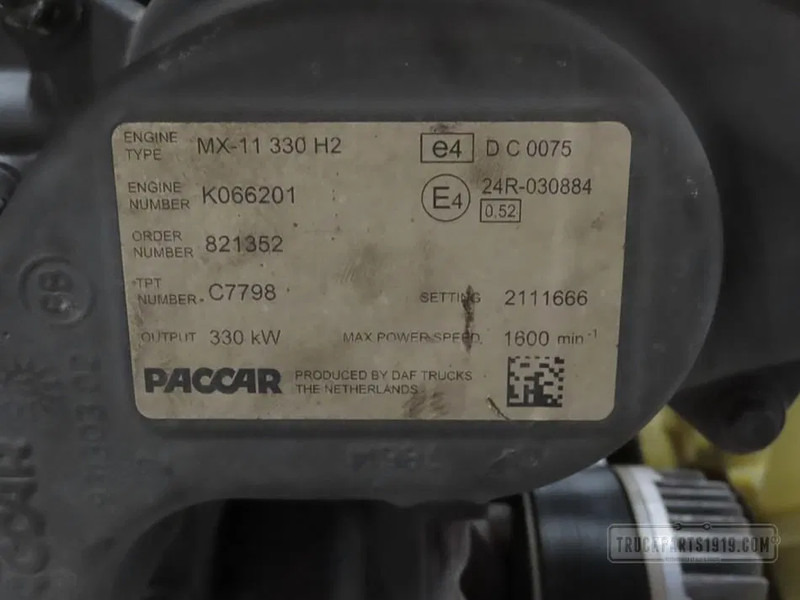 ENGINE TYPE MX-11 330 H2 e4 D C 0075
ENGINE NUMBER K066201 E4 24R-030884
0,52
ORDER NUMBER 821352
TPT NUMBER C7798 SETTING 2111666
OUTPUT 330 kW MAX POWER SPEED 1600 min⁻¹
PACCAR PRODUCED BY DAF TRUCKS
THE NETHERLANDS
TRUCKPARTS1919.COM